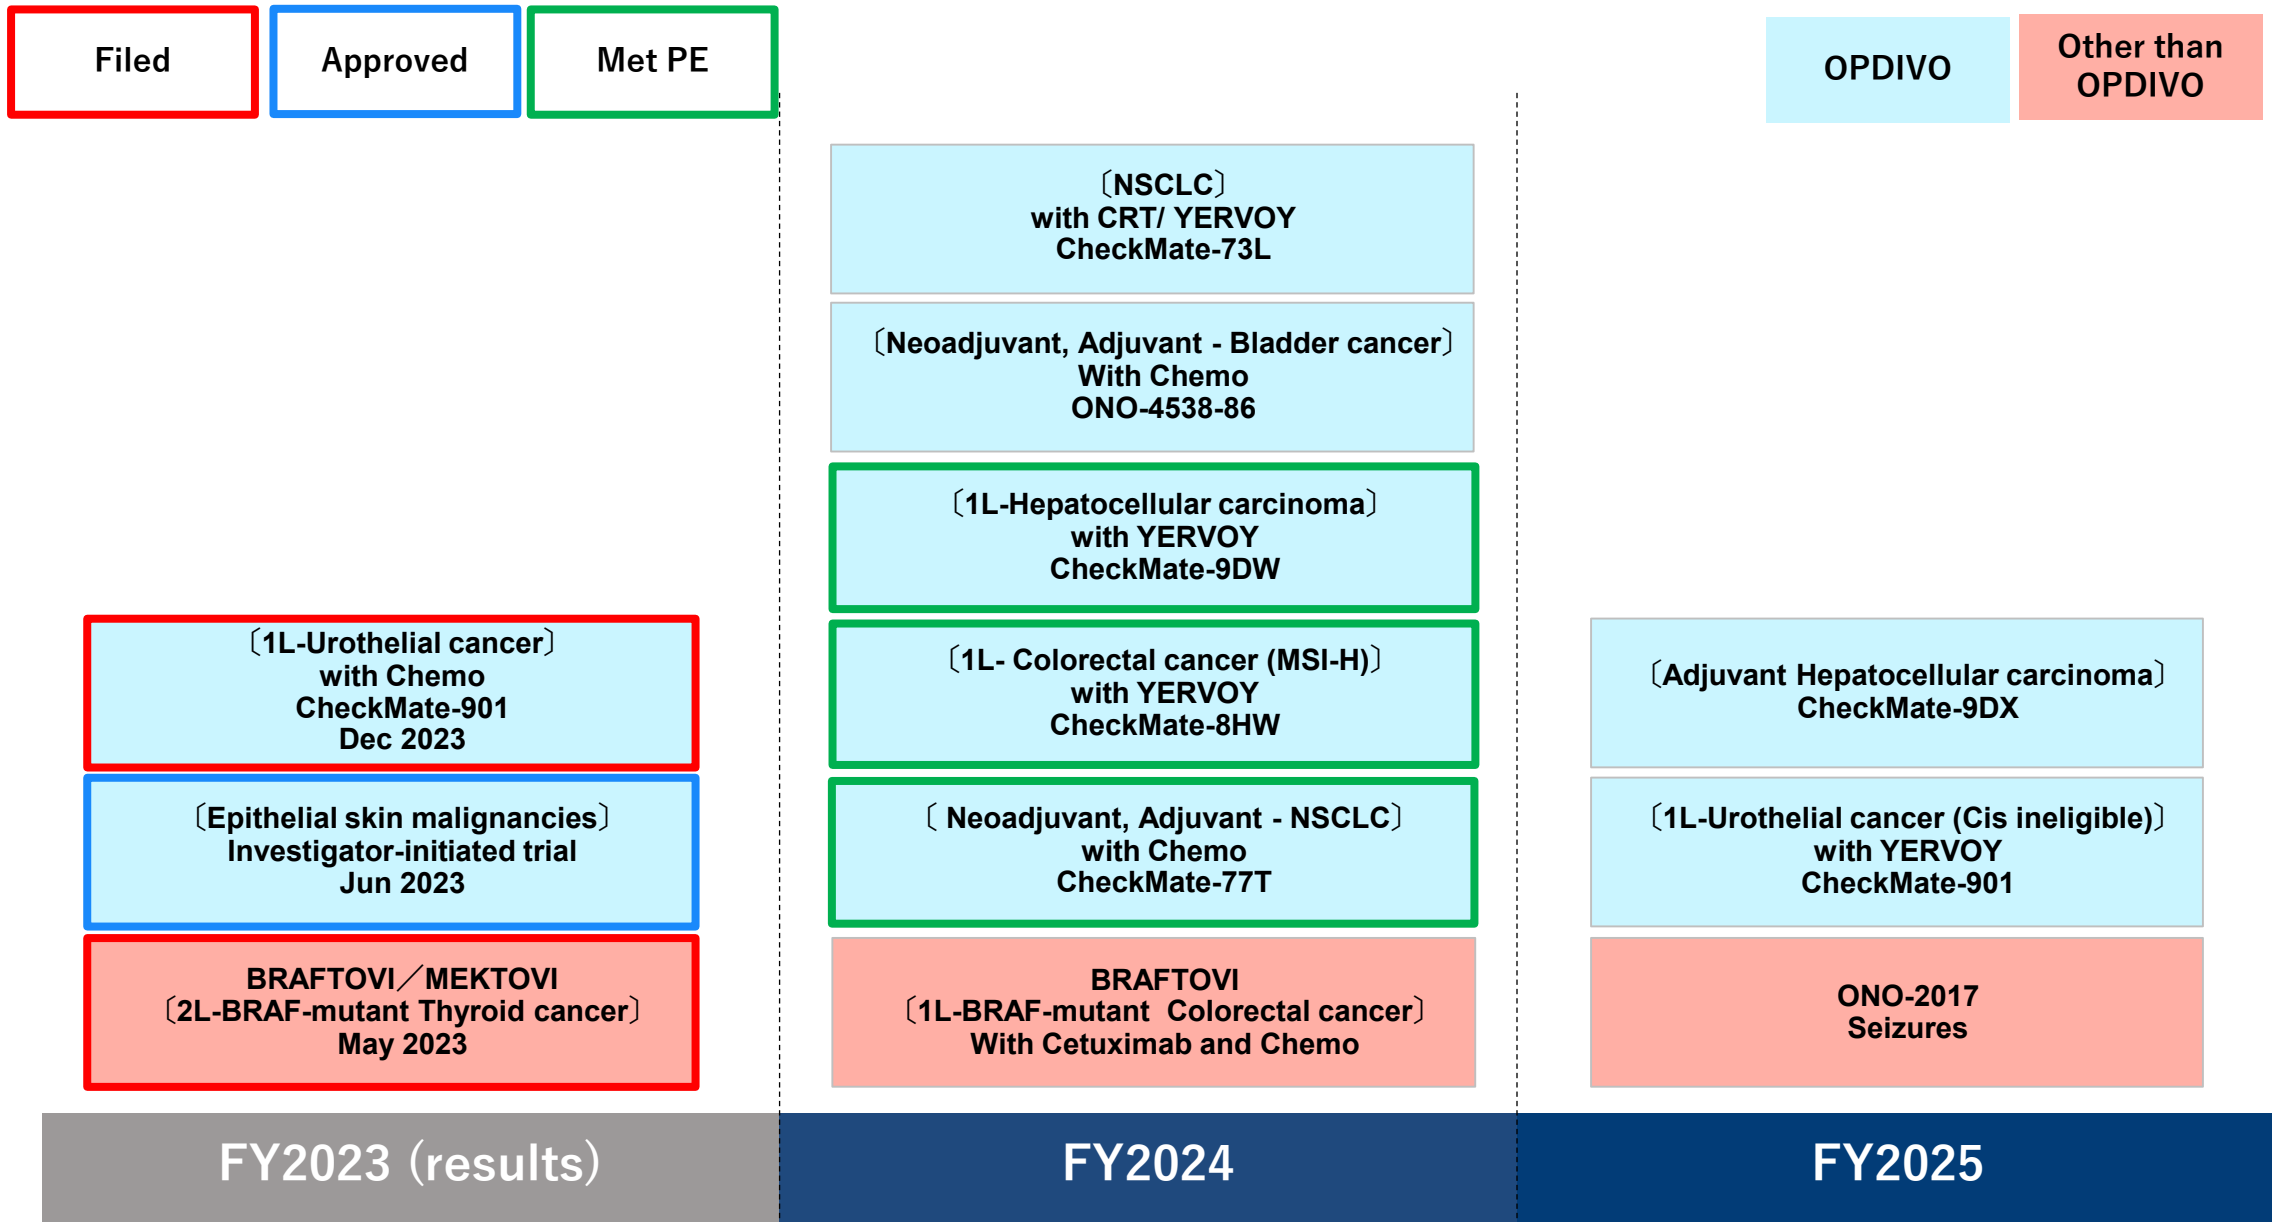 Filed
Approved
Met PE
OPDIVO
Other than
OPDIVO
〔1L-Urothelial cancer〕
with Chemo
CheckMate-901
Dec 2023
〔Epithelial skin malignancies〕
Investigator-initiated trial
Jun 2023
BRAFTOVI／MEKTOVI
〔2L-BRAF-mutant Thyroid cancer〕
May 2023
FY2023 (results)
〔NSCLC〕
with CRT/ YERVOY
CheckMate-73L
〔Neoadjuvant, Adjuvant - Bladder cancer〕
With Chemo
ONO-4538-86
〔1L-Hepatocellular carcinoma〕
with YERVOY
CheckMate-9DW
〔1L- Colorectal cancer (MSI-H)〕
with YERVOY
CheckMate-8HW
〔 Neoadjuvant, Adjuvant - NSCLC〕
with Chemo
CheckMate-77T
BRAFTOVI
〔1L-BRAF-mutant  Colorectal cancer〕
With Cetuximab and Chemo
FY2024
〔Adjuvant Hepatocellular carcinoma〕
CheckMate-9DX
〔1L-Urothelial cancer (Cis ineligible)〕
with YERVOY
CheckMate-901
ONO-2017
Seizures
FY2025